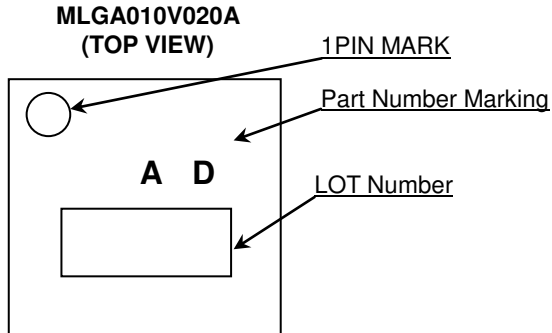 MLGA010V020A
(TOP VIEW)
1PIN MARK
Part Number Marking
A D
LOT Number